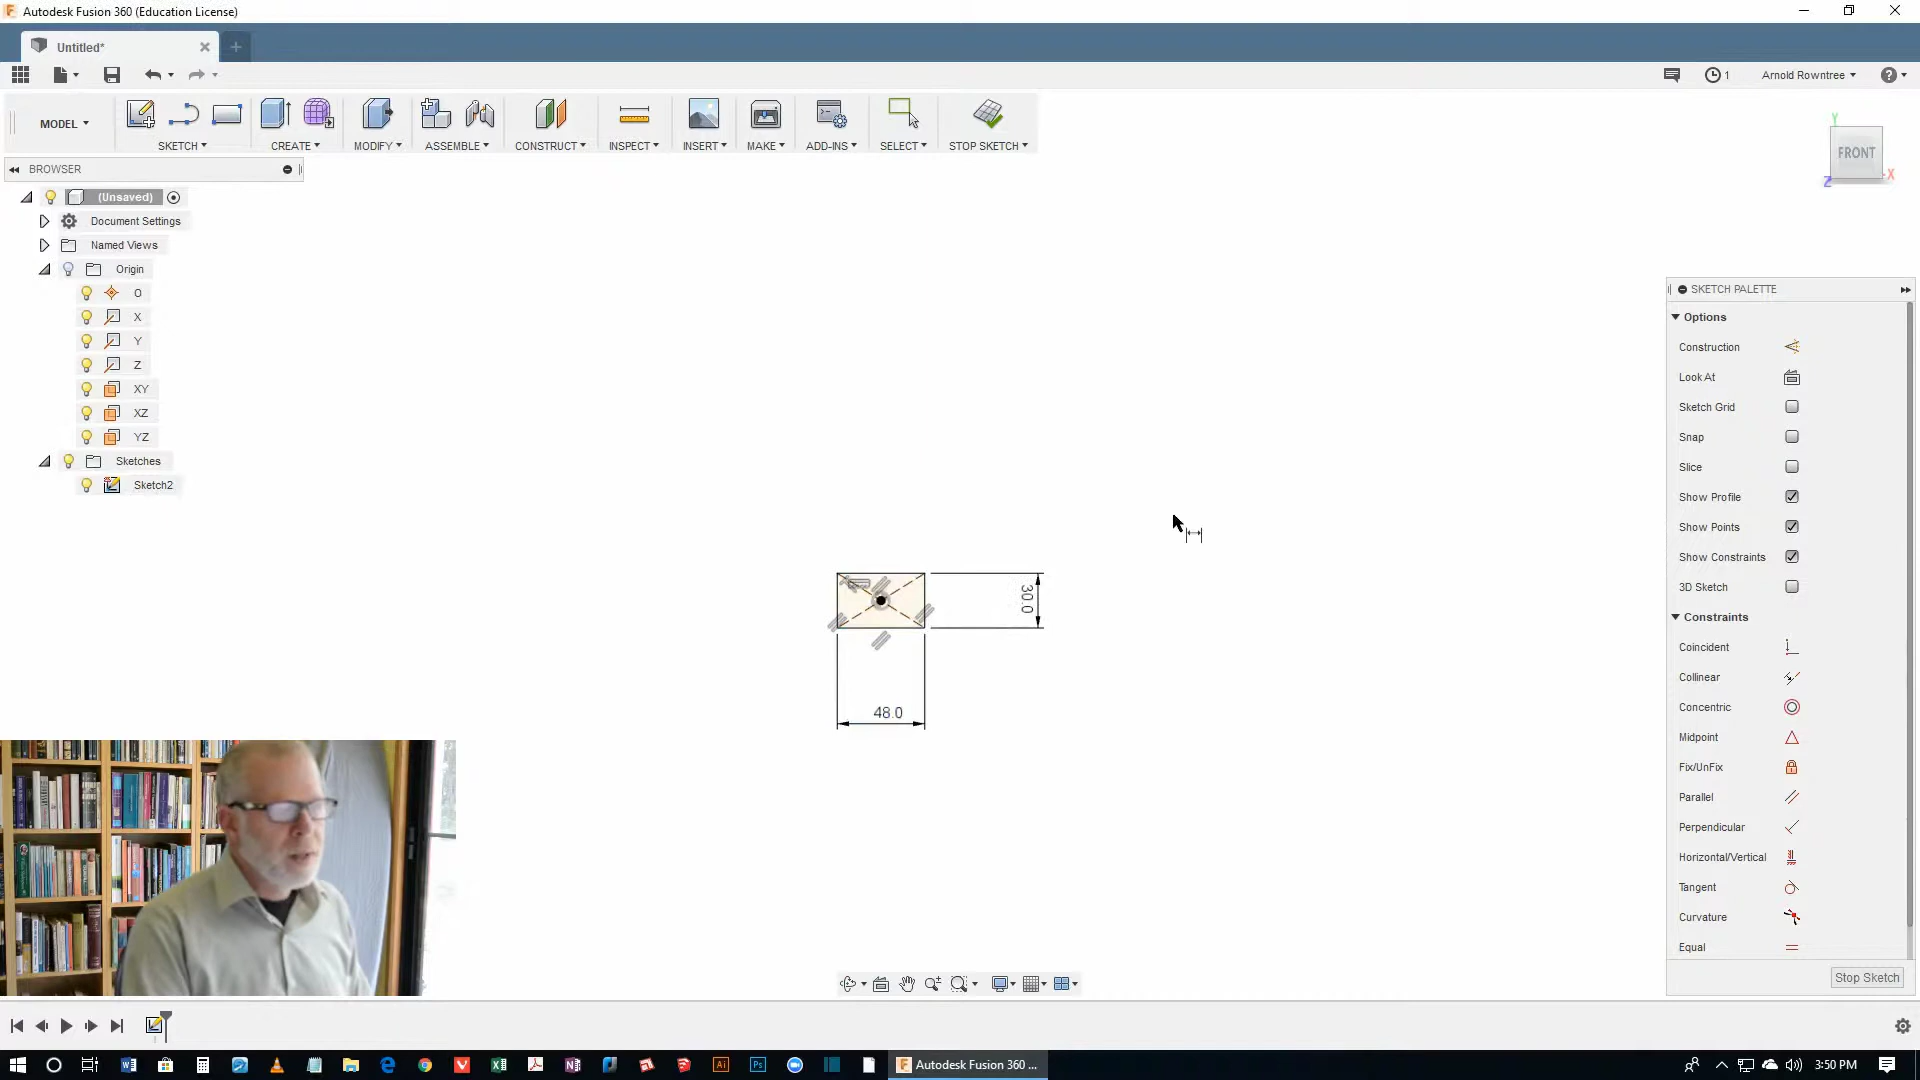 Autodesk Fusion 360 (Education License)
Untitled*
1
Arnold Rowntree
MODEL
SKETCH
CREATE
MODIFY
ASSEMBLE
CONSTRUCT
INSPECT
INSERT
MAKE
ADD-INS
SELECT
STOP SKETCH
Y
FRONT
X
Z
BROWSER
(Unsaved)
Document Settings
Named Views
Origin
O
X
Y
Z
XY
XZ
YZ
Sketches
Sketch2
30.0
48.0
SKETCH PALETTE
Options
Construction
Look At
Sketch Grid
Snap
Slice
Show Profile
Show Points
Show Constraints
3D Sketch
Constraints
Coincident
Collinear
Concentric
Midpoint
Fix/UnFix
Parallel
Perpendicular
Horizontal/Vertical
Tangent
Curvature
Equal
Stop Sketch
Autodesk Fusion 360 ...
3:50 PM